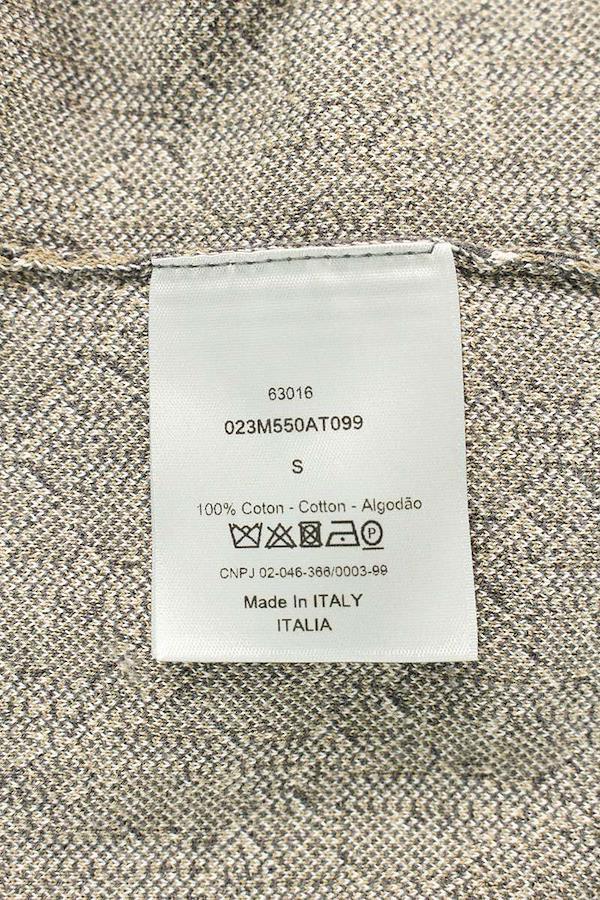 63016
023M550AT099
S
100% Coton - Cotton - Algodão
P
CNPJ 02-046-366/0003-99
Made In ITALY
ITALIA